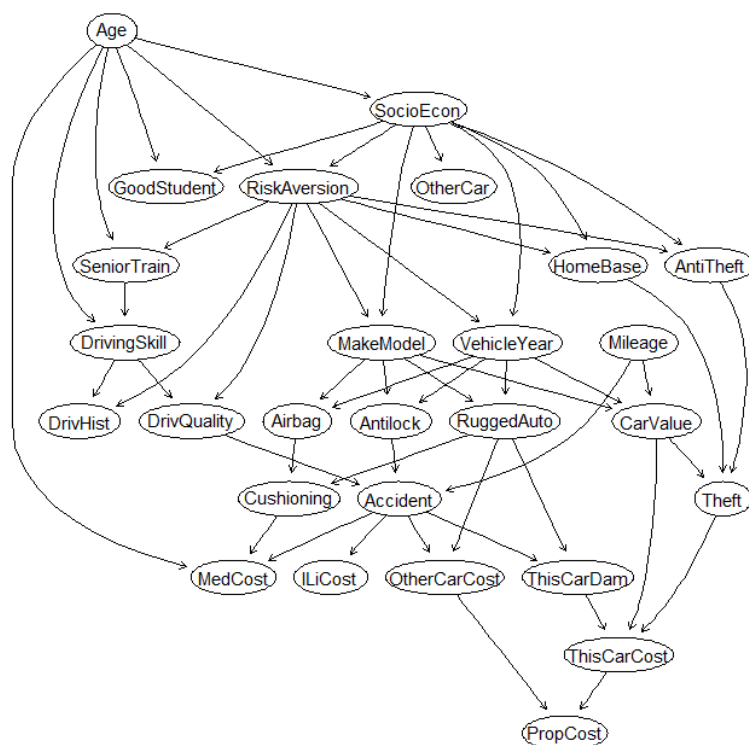 Age
SocioEcon
GoodStudent
RiskAversion
OtherCar
SeniorTrain
HomeBase
AntiTheft
DrivingSkill
MakeModel
VehicleYear
Mileage
DrivHist
DrivQuality
Airbag
Antilock
RuggedAuto
CarValue
Cushioning
Accident
Theft
MedCost
ILiCost
OtherCarCost
ThisCarDam
ThisCarCost
PropCost